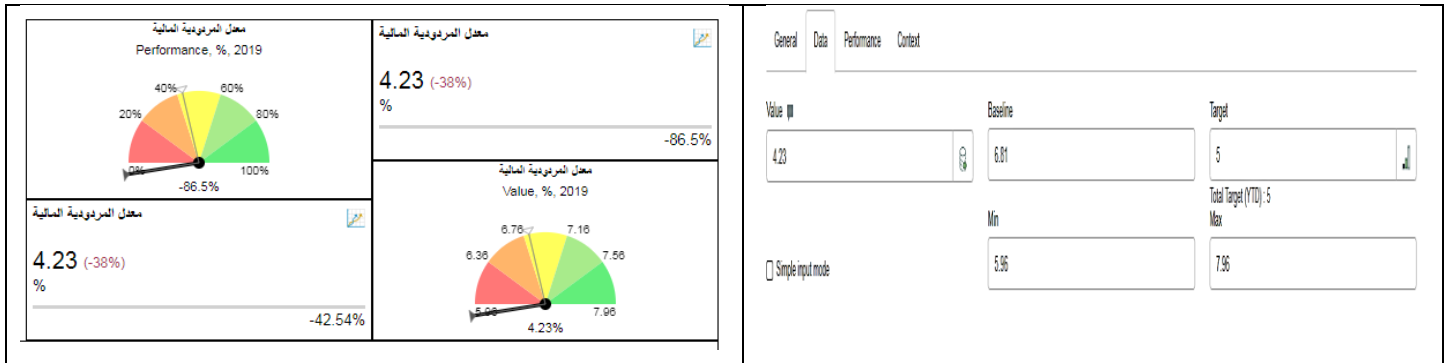 معدل المردودية المالية
Performance, %, 2019
40%
60%
20%
80%
0%
100%
-86.5%
معدل المردودية المالية
4.23 (-38%)
%
-86.5%
معدل المردودية المالية
4.23 (-38%)
%
-42.54%
معدل المردودية المالية
Value, %, 2019
6.76
7.16
6.36
7.56
7.96
4.23%
General Data Performance Context
Value Baseline Target
4.23 6.81 5
Total Target (YTD) : 5
Min Max
Simple input mode 5.96 7.96